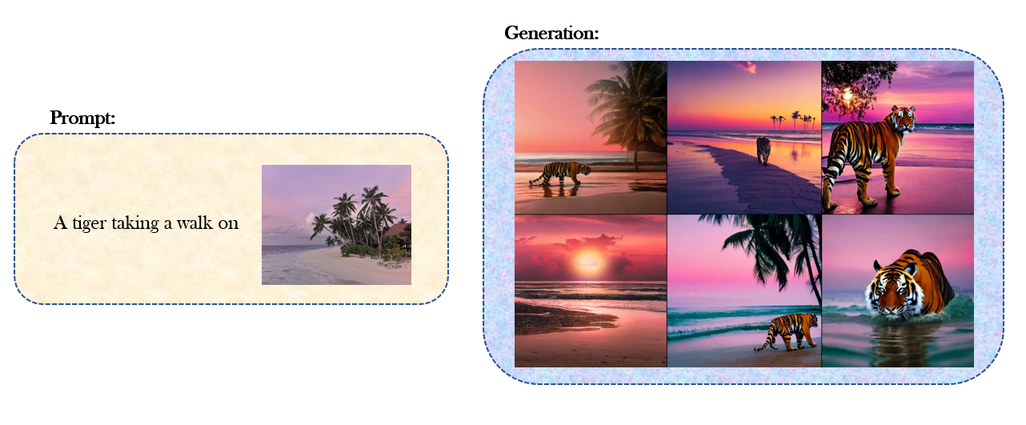 Generation:
Prompt:
A tiger taking a walk on